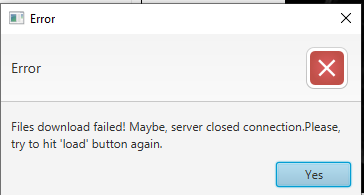 Error
Error
Files download failed! Maybe, server closed connection.Please,
try to hit 'load' button again.
Yes